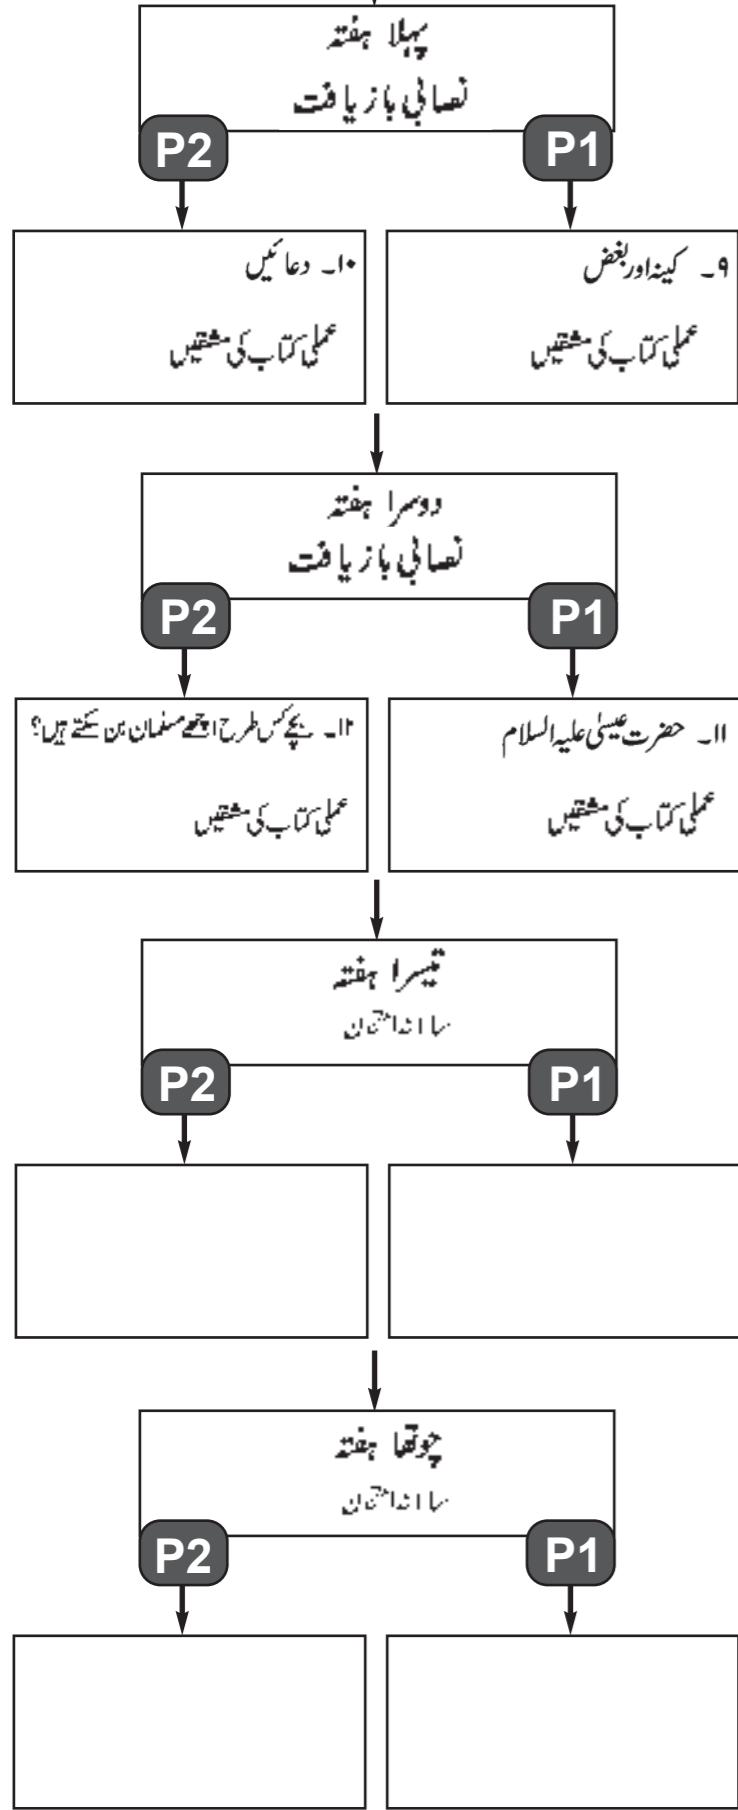 پہلا ہفتہ
نصابی بازیافت
P1
P2
۹۔ کینہ اور بغض
عملی کتاب کی مشقیں
۱۰۔ دعائیں
عملی کتاب کی مشقیں
دوسرا ہفتہ
نصابی بازیافت
P1
P2
۱۱۔ حضرت عیسیٰ علیہ السلام
عملی کتاب کی مشقیں
۱۲۔ بچے کس طرح اچھے مسلمان بن سکتے ہیں؟
عملی کتاب کی مشقیں
تیسرا ہفتہ
سالانہ امتحان
P1
P2
چوتھا ہفتہ
سالانہ امتحان
P1
P2